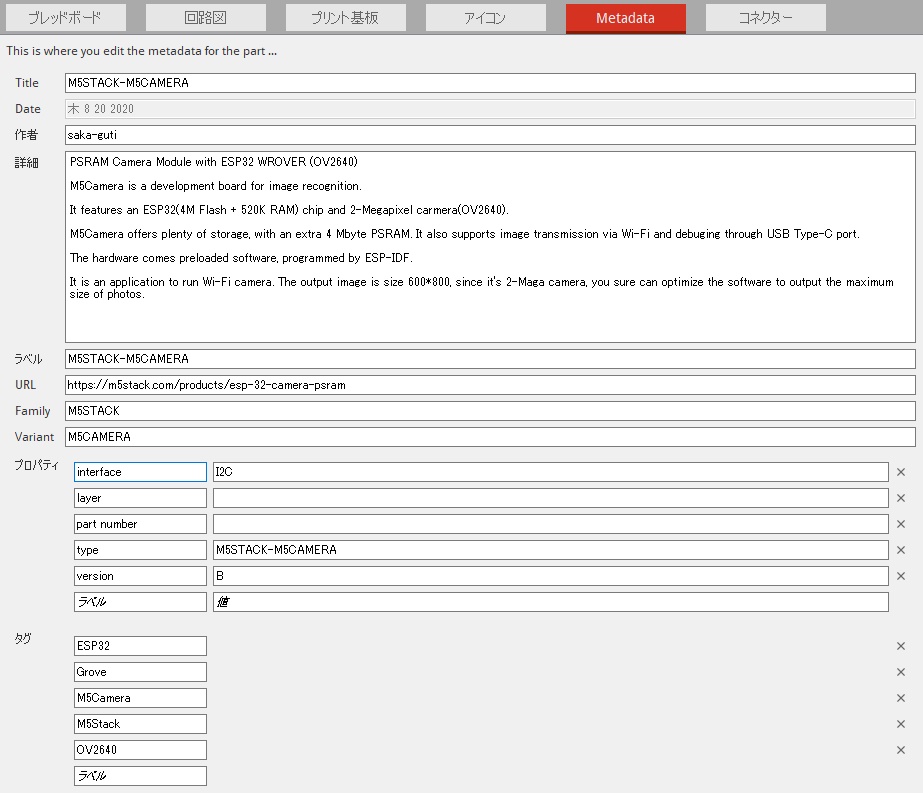 ブレッドボード 回路図 プリント基板 アイコン Metadata コネクター
This is where you edit the metadata for the part ...
Title M5STACK-M5CAMERA
Date 木 8 20 2020
作者 saka-guti
詳細 PSRAM Camera Module with ESP32 WROVER (OV2640)
M5Camera is a development board for image recognition.
It features an ESP32(4M Flash + 520K RAM) chip and 2-Megapixel carmera(OV2640).
M5Camera offers plenty of storage, with an extra 4 Mbyte PSRAM. It also supports image transmission via Wi-Fi and debuging through USB Type-C port.
The hardware comes preloaded software, programmed by ESP-IDF.
It is an application to run Wi-Fi camera. The output image is size 600*800, since it's 2-Maga camera, you sure can optimize the software to output the maximum
size of photos.
ラベル M5STACK-M5CAMERA
URL https://m5stack.com/products/esp-32-camera-psram
Family M5STACK
Variant M5CAMERA
プロパティ interface I2C ×
layer ×
part number ×
type M5STACK-M5CAMERA ×
version B ×
ラベル 値
タグ ESP32 ×
Grove ×
M5Camera ×
M5Stack ×
OV2640 ×
ラベル